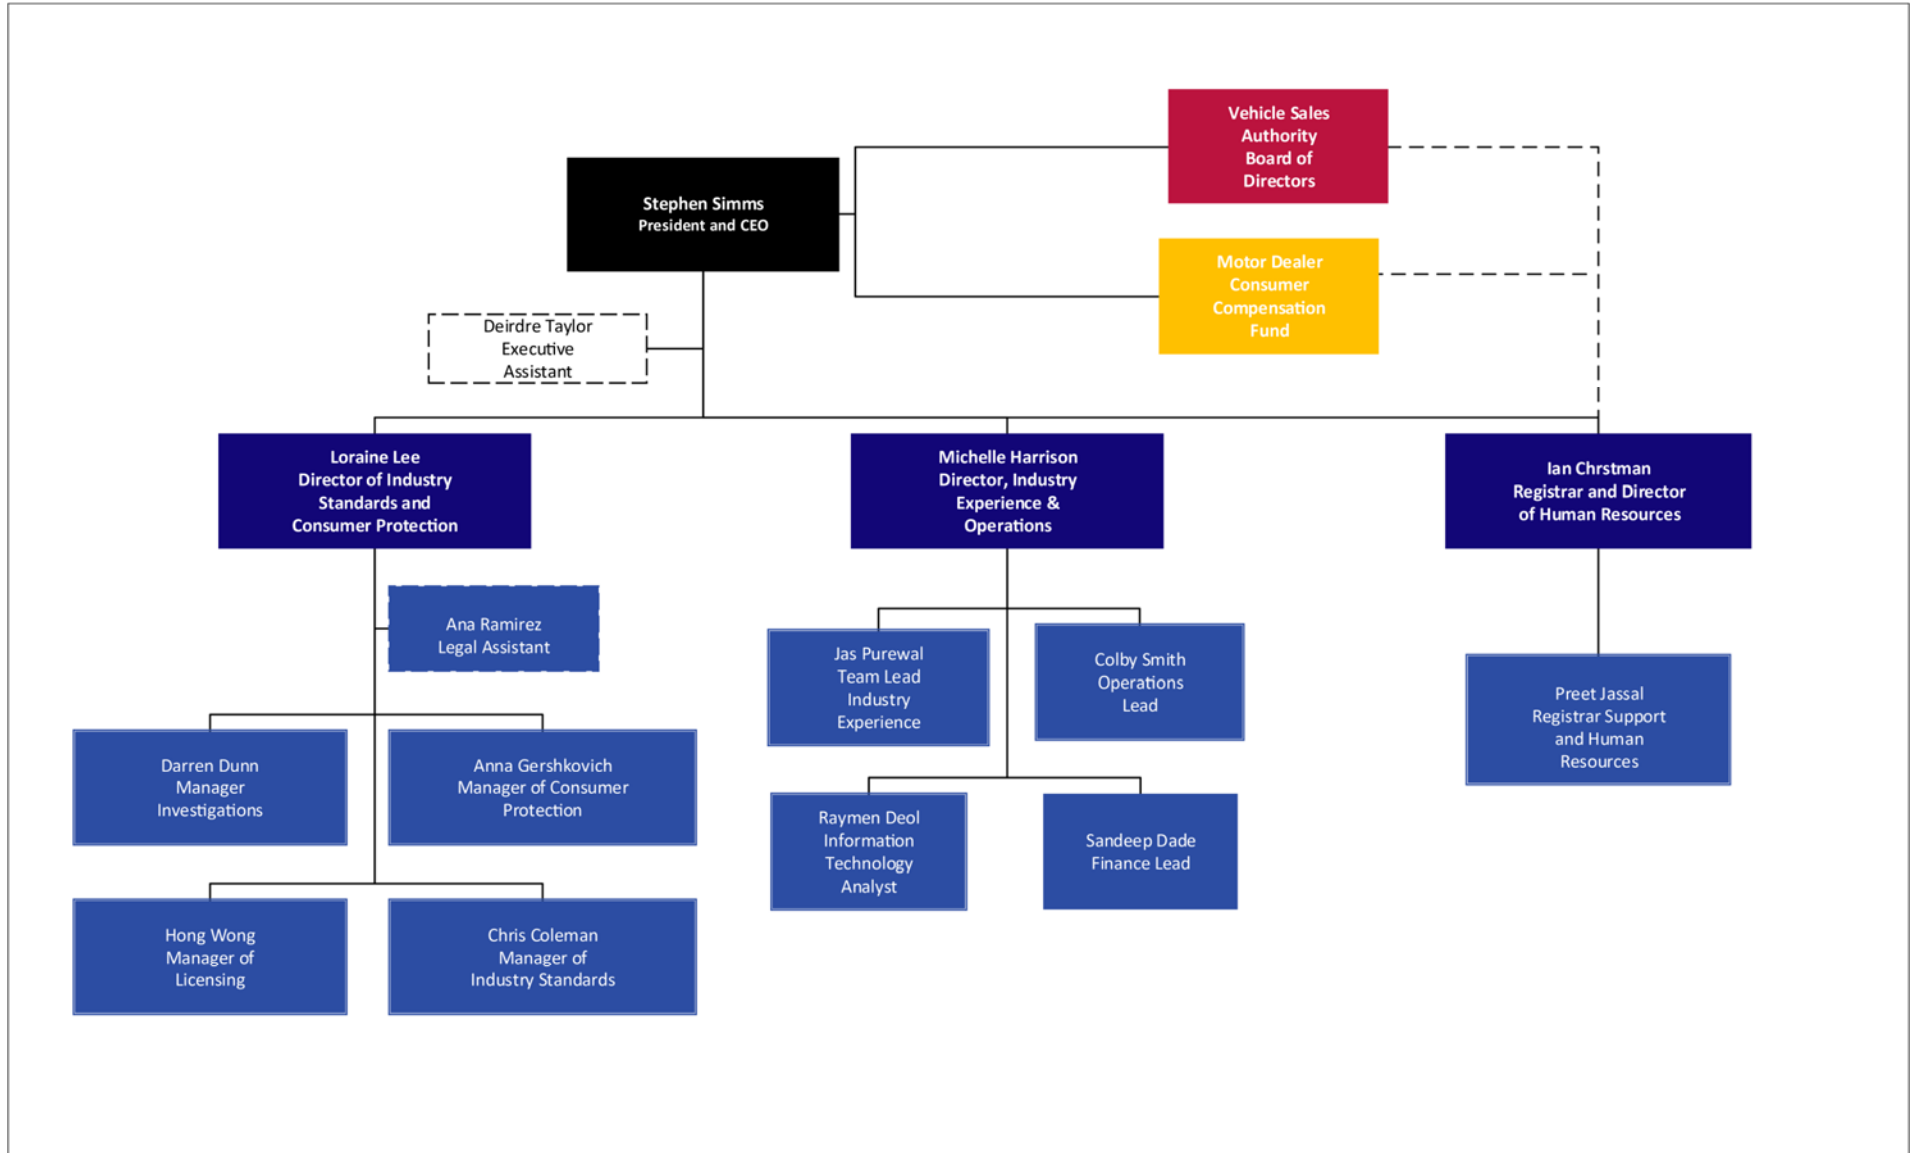 Vehicle Sales
Authority
Board of
Directors
Stephen Simms
President and CEO
Motor Dealer
Consumer
Compensation
Fund
Deirdre Taylor
Executive
Assistant
Loraine Lee
Director of Industry
Standards and
Consumer Protection
Michelle Harrison
Director, Industry
Experience &
Operations
Ian Chrstman
Registrar and Director
of Human Resources
Ana Ramirez
Legal Assistant
Jas Purewal
Team Lead
Industry
Experience
Colby Smith
Operations
Lead
Preet Jassal
Registrar Support
and Human
Resources
Darren Dunn
Manager
Investigations
Anna Gershkovich
Manager of Consumer
Protection
Raymen Deol
Information
Technology
Analyst
Sandeep Dade
Finance Lead
Hong Wong
Manager of
Licensing
Chris Coleman
Manager of
Industry Standards